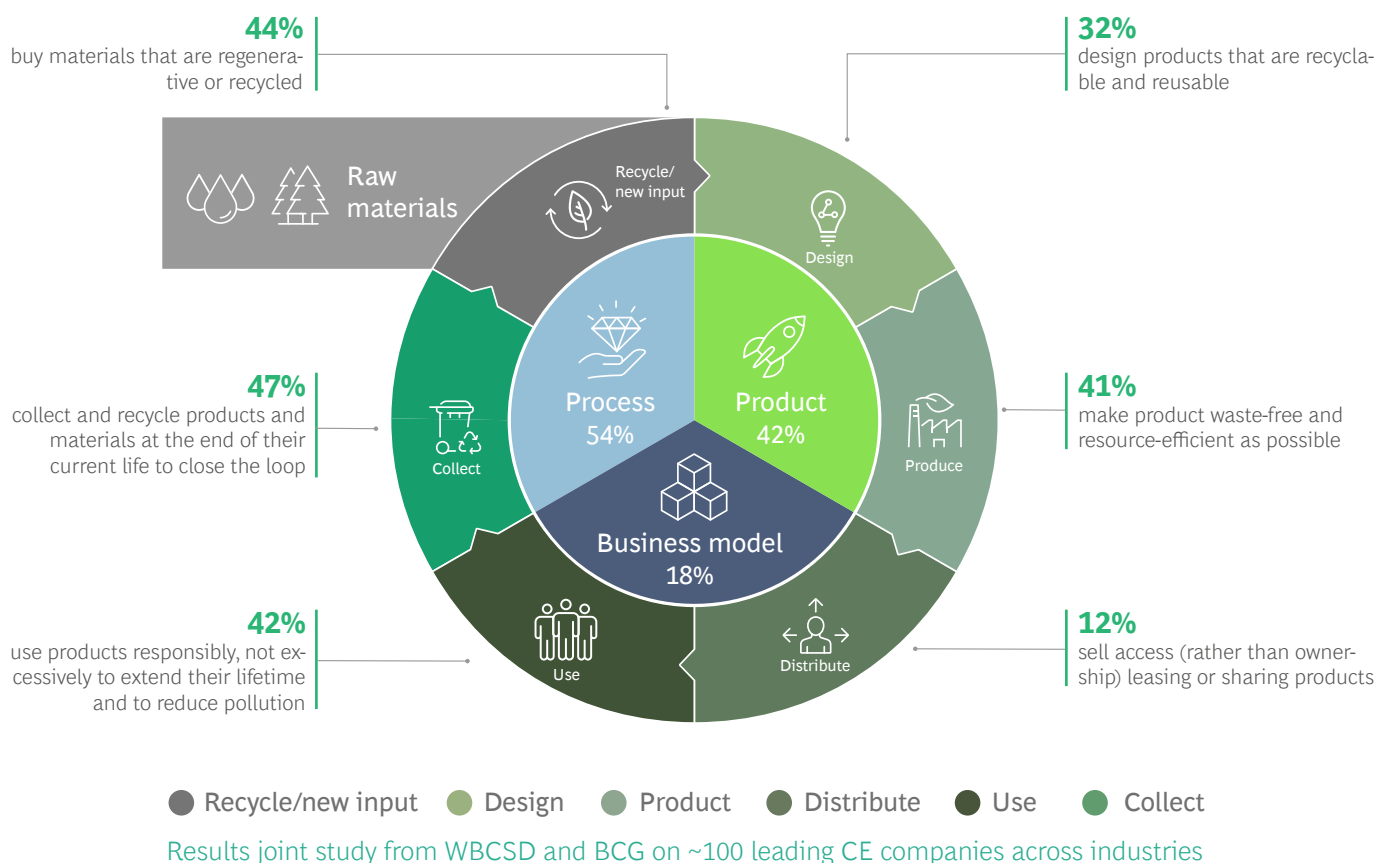 44%
buy materials that are regenera-
tive or recycled
32%
design products that are recycla-
ble and reusable
Raw
materials
Recycle/
new input
Design
47%
collect and recycle products and
materials at the end of their
current life to close the loop
Collect
Process
54%
Product
42%
Produce
41%
make product waste-free and
resource-efficient as possible
Business model
18%
42%
use products responsibly, not ex-
cessively to extend their lifetime
and to reduce pollution
Use
Distribute
12%
sell access (rather than owner-
ship) leasing or sharing products
Recycle/new input
Design
Product
Distribute
Use
Collect
Results joint study from WBCSD and BCG on ~100 leading CE companies across industries